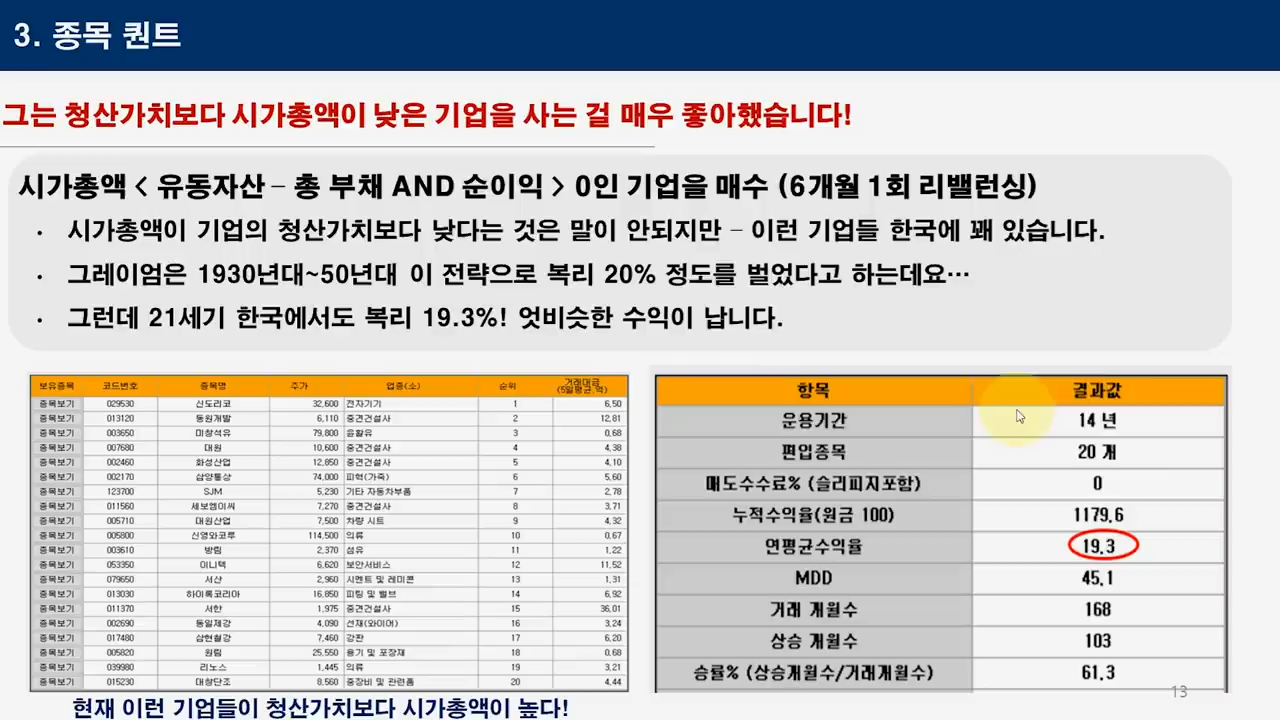 3. 종목 퀀트
그는 청산가치보다 시가총액이 낮은 기업을 사는 걸 매우 좋아했습니다!
시가총액 < 유동자산 – 총 부채 AND 순이익 > 0인 기업을 매수 (6개월 1회 리밸런싱)
· 시가총액이 기업의 청산가치보다 낮다는 것은 말이 안되지만 – 이런 기업들 한국에 꽤 있습니다.
· 그레이엄은 1930년대~50년대 이 전략으로 복리 20% 정도를 벌었다고 하는데요…
· 그런데 21세기 한국에서도 복리 19.3%! 엇비슷한 수익이 납니다.
보유종목 코드번호 종목명 주가 업종(소) 순위 거래대금 (5일평균,억)
종목보기 029530 신도리코 32,600 전자기기 1 6,50
종목보기 013120 동원개발 6,110 중견건설사 2 12,81
종목보기 003650 미창석유 79,800 윤활유 3 0,68
종목보기 007680 대원 10,600 중견건설사 4 4,38
종목보기 002460 화성산업 12,850 중견건설사 5 4,10
종목보기 002170 삼양통상 74,000 피혁(가죽) 6 5,60
종목보기 123700 SJM 5,230 기타 자동차부품 7 2,78
종목보기 011560 세보엠이씨 7,270 중견건설사 8 3,71
종목보기 005710 대원산업 7,500 차량 시트 9 4,32
종목보기 005800 신영와코루 114,500 의류 10 0,67
종목보기 003610 방림 2,370 섬유 11 1,22
종목보기 053350 이니텍 6,620 보안서비스 12 11,52
종목보기 079650 서산 2,960 시멘트 및 레미콘 13 1,31
종목보기 013030 하이록코리아 16,850 피팅 및 밸브 14 6,92
종목보기 011370 서한 1,975 중견건설사 15 36,01
종목보기 002690 동일제강 4,090 선재(와이어) 16 3,24
종목보기 017480 삼현철강 7,460 강판 17 6,20
종목보기 005820 원림 25,550 용기 및 포장재 18 0,68
종목보기 039980 리노스 1,445 의류 19 3,21
종목보기 015230 대창단조 8,560 중장비 및 관련품 20 4,44
항목 결과값
운용기간 14 년
편입종목 20 개
매도수수료% (슬리피지포함) 0
누적수익율(원금 100) 1179,6
연평균수익율 19,3
MDD 45,1
거래 개월수 168
상승 개월수 103
승률% (상승개월수/거래개월수) 61,3
현재 이런 기업들이 청산가치보다 시가총액이 높다!
13